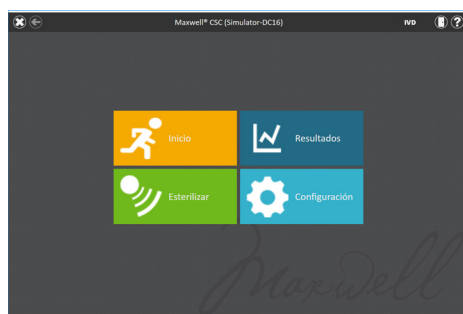 Maxwell® CSC (Simulator-DC16)
IVD
?
Inicio
Resultados
Esterilizar
Configuración
Maxwell